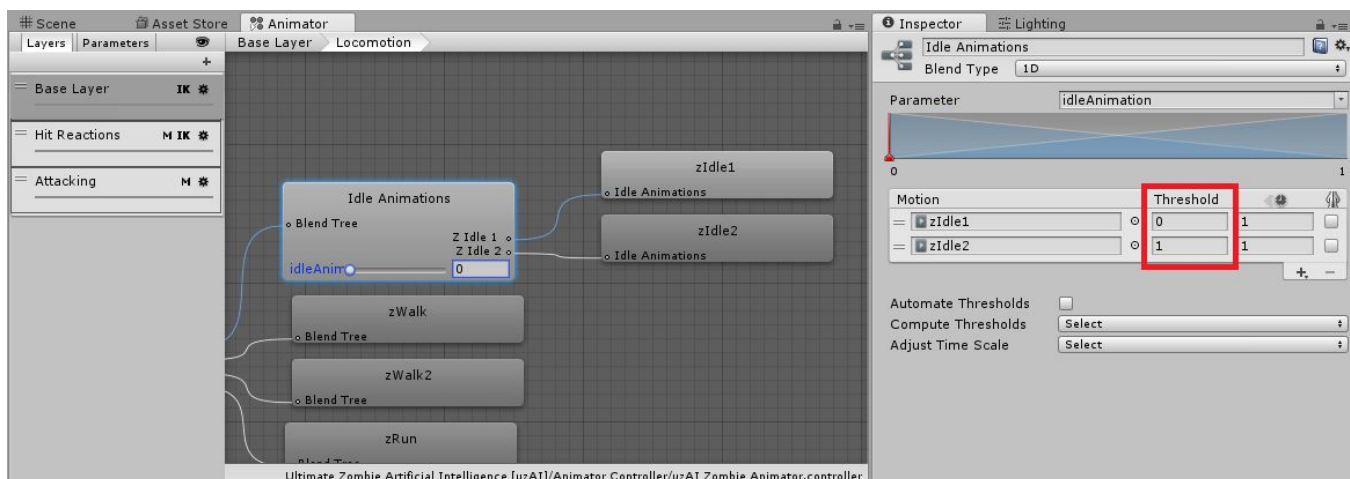 Scene
Asset Store
Animator
Layers
Parameters
Base Layer
Locomotion
Base Layer IK
Hit Reactions M IK
Attacking M
Idle Animations
Blend Tree
Z Idle 1
Z Idle 2
idleAnim
0
zIdle1
Idle Animations
zIdle2
Idle Animations
zWalk
Blend Tree
zWalk2
Blend Tree
zRun
Blend Tree
Ultimate Zombie Artificial Intelligence [uzAI]/Animator Controller/uzAI Zombie Animator.controller
Inspector
Lighting
Idle Animations
Blend Type 1D
Parameter idleAnimation
0 1
Motion Threshold
zIdle1 0 1
zIdle2 1 1
Automate Thresholds
Compute Thresholds Select
Adjust Time Scale Select